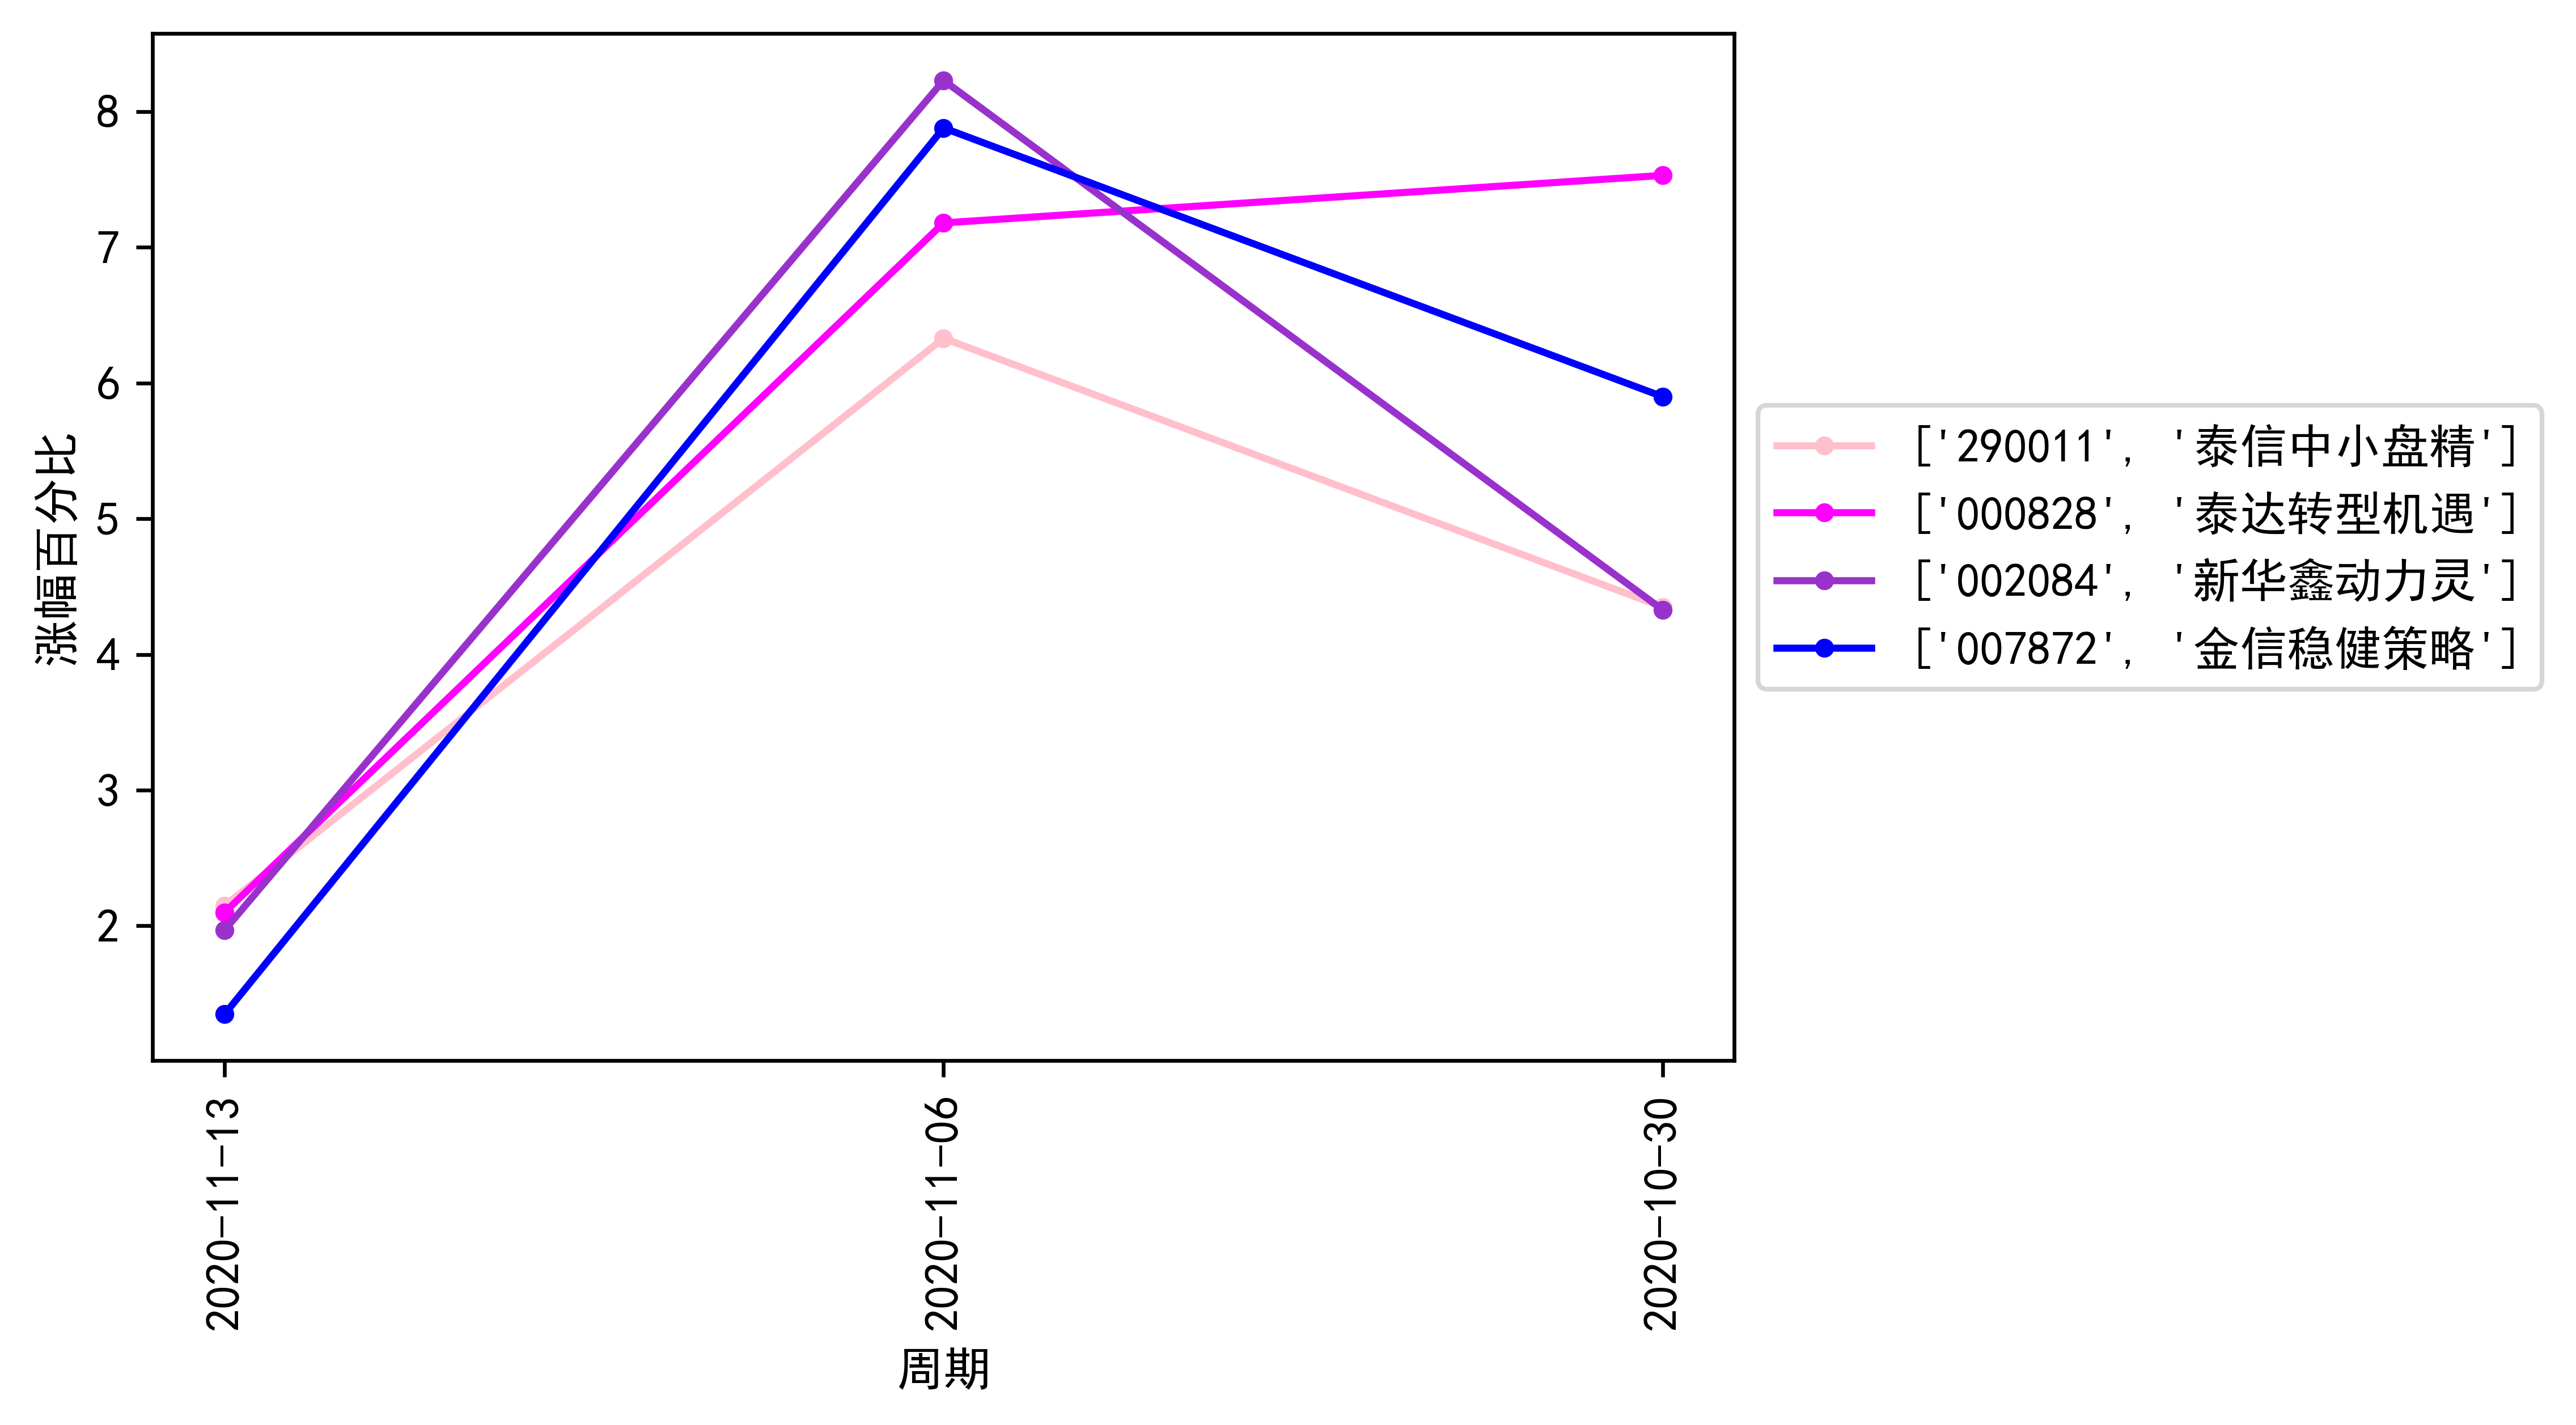 8
7
6
5
4
3
2
涨幅百分比
2020-11-13
2020-11-06
2020-10-30
周期
['290011', '泰信中小盘精']
['000828', '泰达转型机遇']
['002084', '新华鑫动力灵']
['007872', '金信稳健策略']